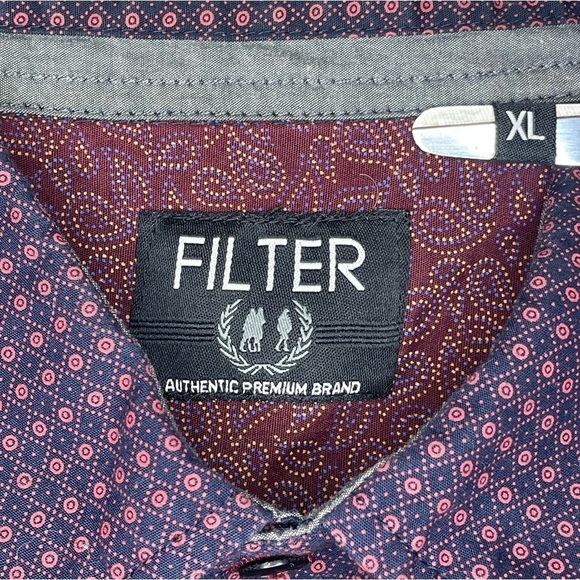 XL
FILTER
AUTHENTIC PREMIUM BRAND